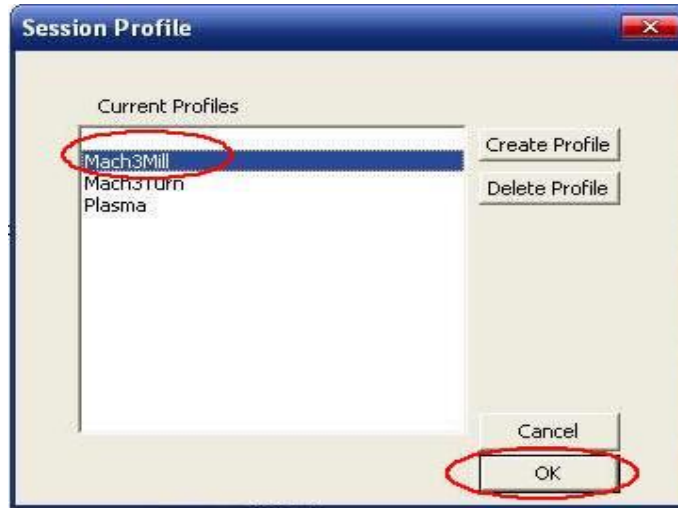 Session Profile
Current Profiles
Mach3Mill
Mach3Turn
Plasma
Create Profile
Delete Profile
Cancel
OK